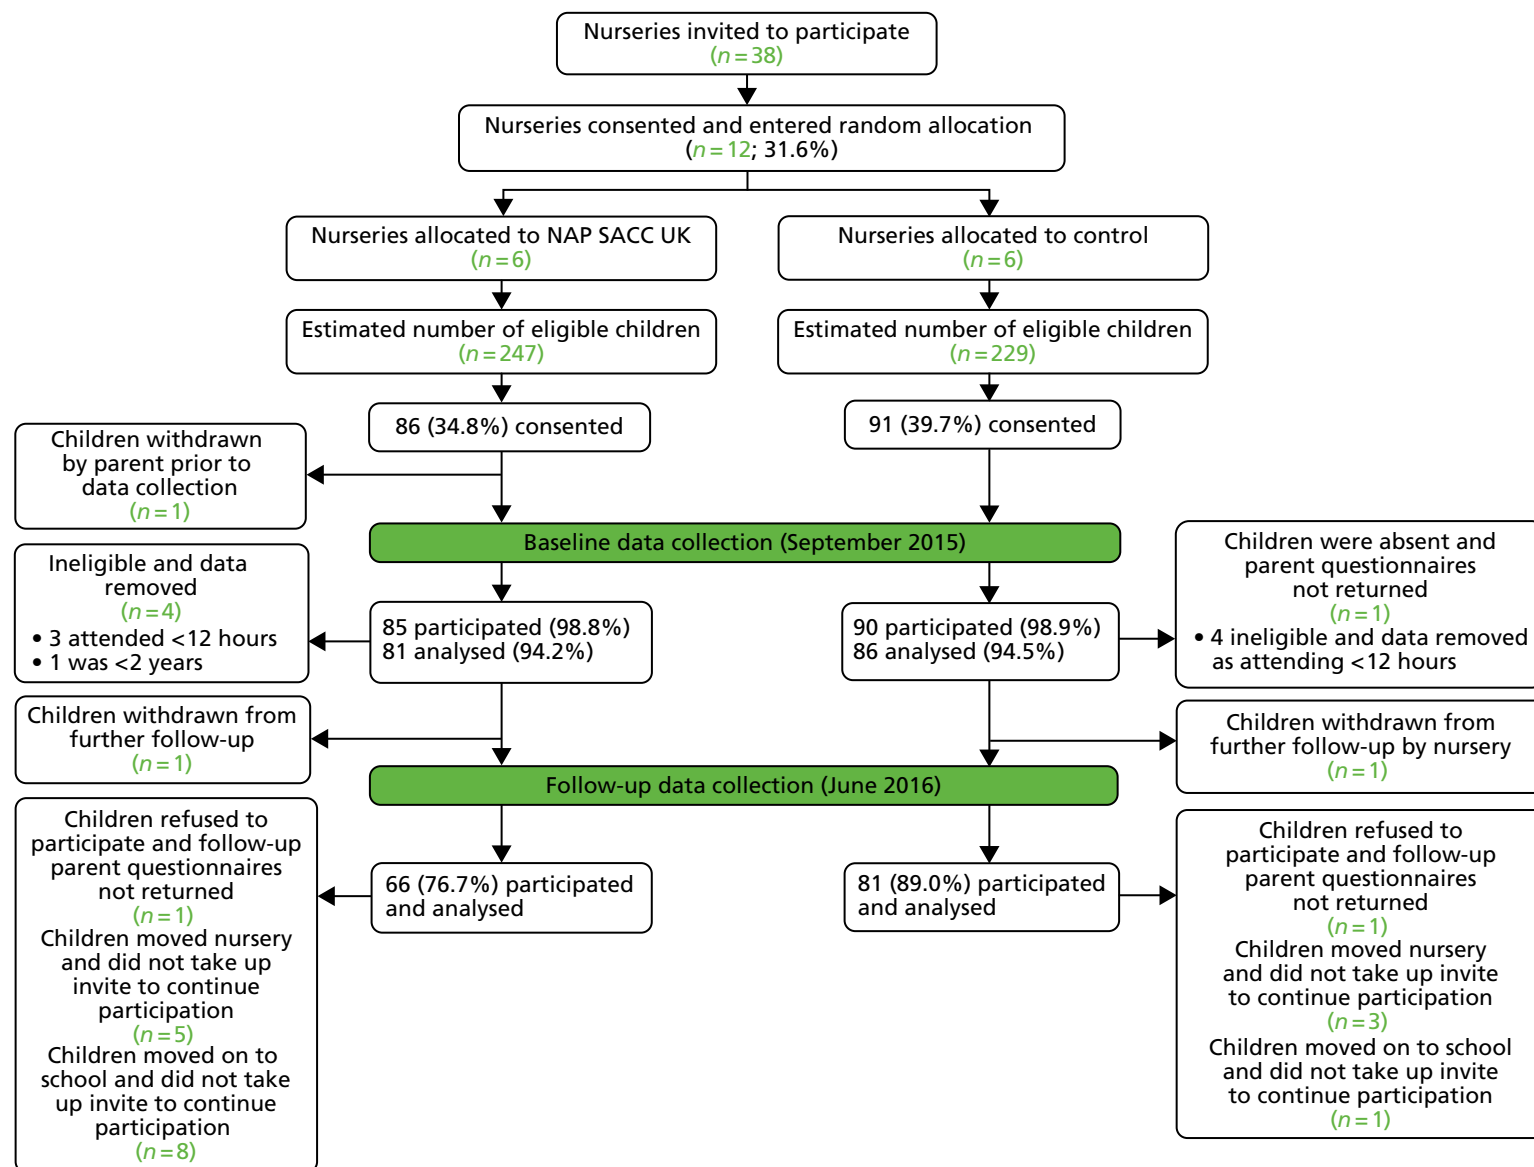 Nurseries invited to participate
(n=38)
Nurseries consented and entered random allocation
(n=12; 31.6%)
Nurseries allocated to NAP SACC UK
(n=6)
Nurseries allocated to control
(n=6)
Estimated number of eligible children
(n=247)
Estimated number of eligible children
(n=229)
86 (34.8%) consented
91 (39.7%) consented
Children withdrawn
by parent prior to
data collection
(n=1)
Baseline data collection (September 2015)
Ineligible and data
removed
(n=4)
• 3 attended <12 hours
• 1 was <2 years
85 participated (98.8%)
81 analysed (94.2%)
90 participated (98.9%)
86 analysed (94.5%)
Children were absent and
parent questionnaires
not returned
(n=1)
• 4 ineligible and data removed
as attending <12 hours
Children withdrawn from
further follow-up
(n=1)
Children withdrawn from
further follow-up by nursery
(n=1)
Follow-up data collection (June 2016)
Children refused to
participate and follow-up
parent questionnaires
not returned
(n=1)
Children moved nursery
and did not take up
invite to continue
participation
(n=5)
Children moved on to
school and did not take
up invite to continue
participation
(n=8)
66 (76.7%) participated
and analysed
81 (89.0%) participated
and analysed
Children refused to
participate and follow-up
parent questionnaires
not returned
(n=1)
Children moved nursery
and did not take up invite
to continue participation
(n=3)
Children moved on to school
and did not take up invite
to continue participation
(n=1)